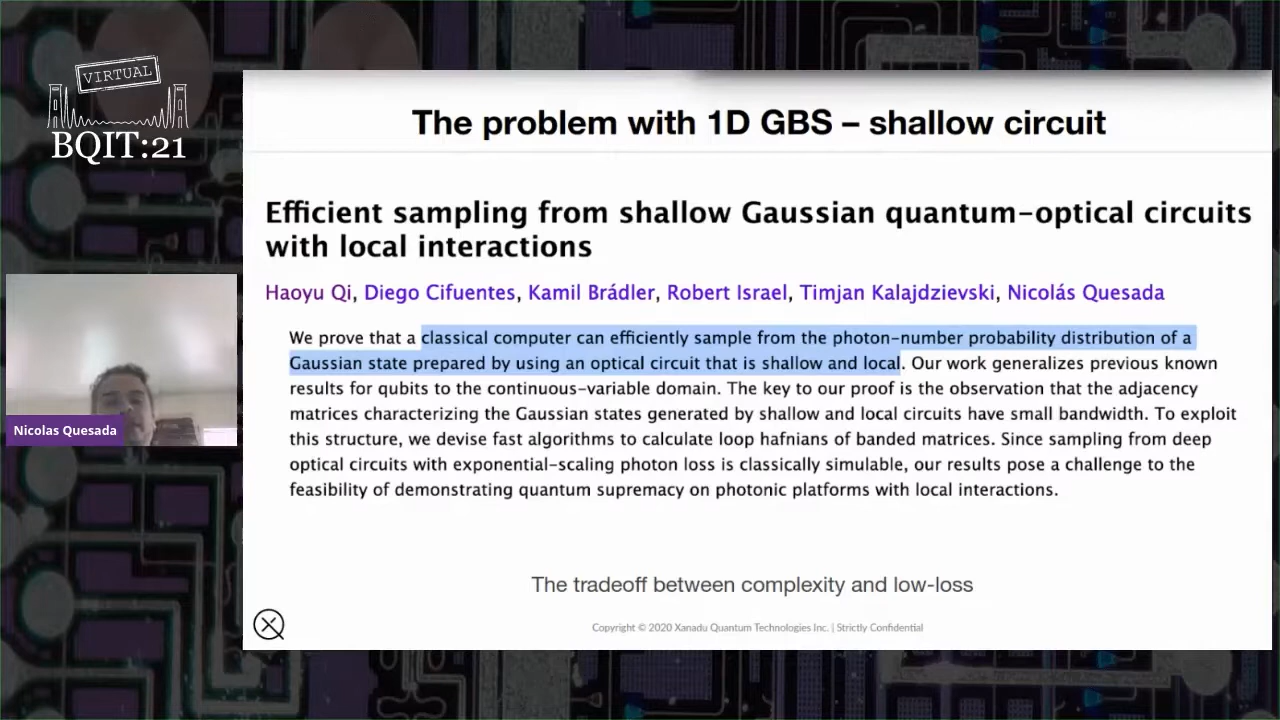 VIRTUAL
BQIT:21
The problem with 1D GBS – shallow circuit
Efficient sampling from shallow Gaussian quantum-optical circuits
with local interactions
Haoyu Qi, Diego Cifuentes, Kamil Brádler, Robert Israel, Timjan Kalajdzievski, Nicolás Quesada
We prove that a classical computer can efficiently sample from the photon-number probability distribution of a
Gaussian state prepared by using an optical circuit that is shallow and local. Our work generalizes previous known
results for qubits to the continuous-variable domain. The key to our proof is the observation that the adjacency
matrices characterizing the Gaussian states generated by shallow and local circuits have small bandwidth. To exploit
this structure, we devise fast algorithms to calculate loop hafnians of banded matrices. Since sampling from deep
optical circuits with exponential-scaling photon loss is classically simulable, our results pose a challenge to the
feasibility of demonstrating quantum supremacy on photonic platforms with local interactions.
Nicolas Quesada
The tradeoff between complexity and low-loss
Copyright © 2020 Xanadu Quantum Technologies Inc. | Strictly Confidential